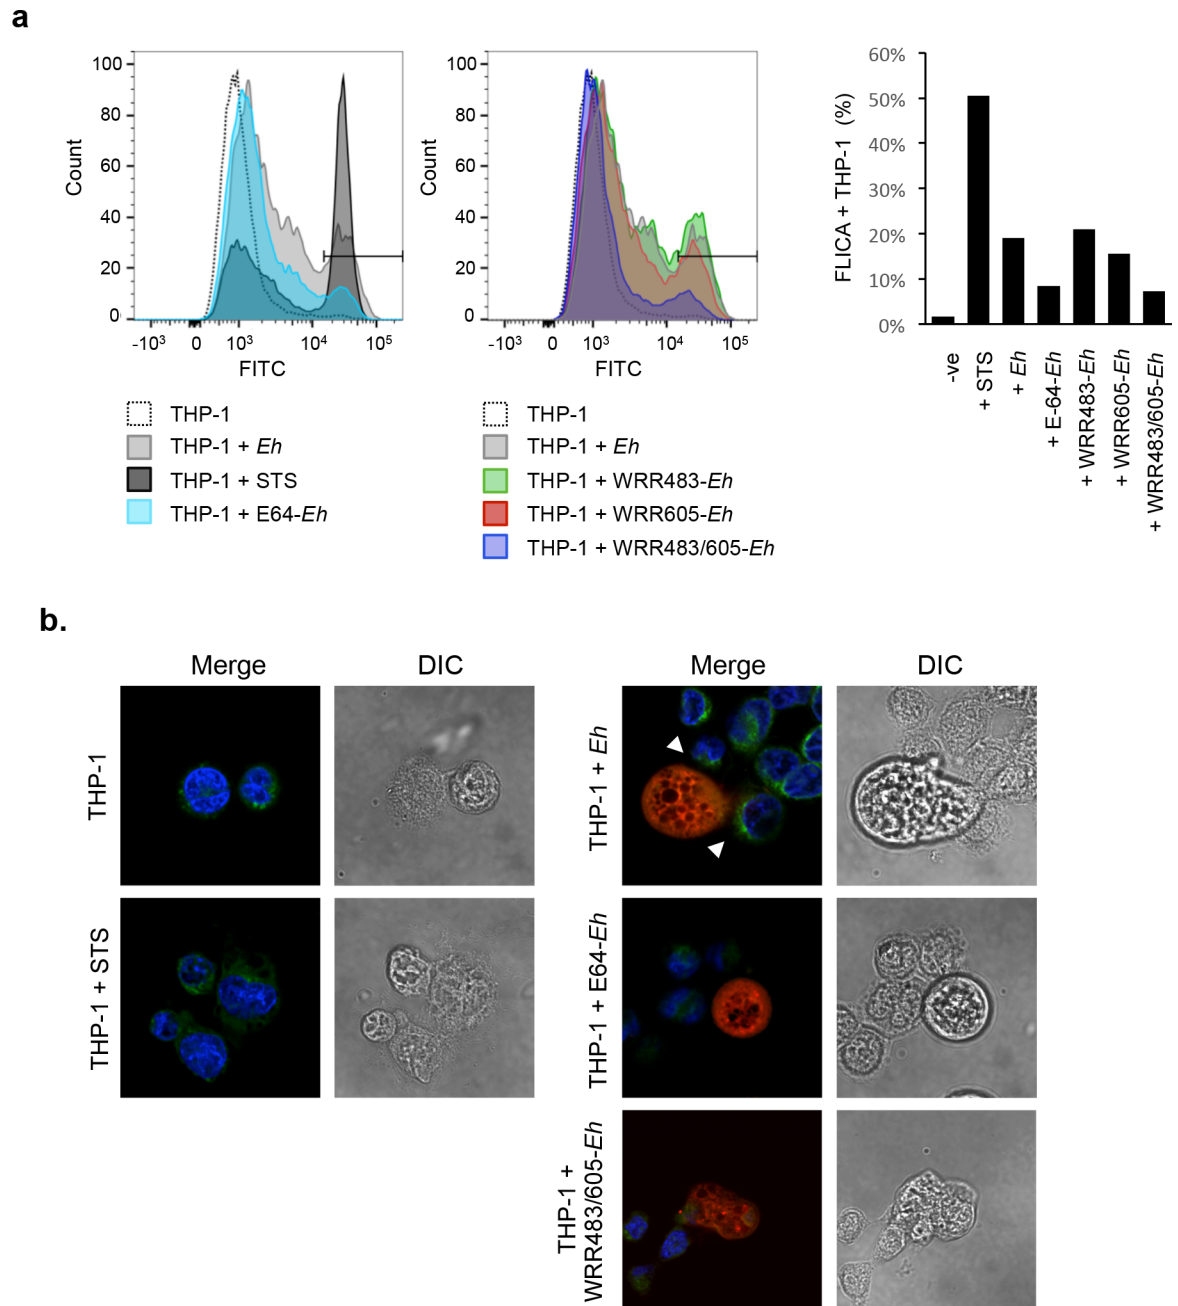 a
100
80
60
40
20
0
Count
-10³ 0 10³ 10⁴ 10⁵
FITC
THP-1
THP-1 + Eh
THP-1 + STS
THP-1 + E64-Eh
100
80
60
40
20
0
Count
-10³ 0 10³ 10⁴ 10⁵
FITC
THP-1
THP-1 + Eh
THP-1 + WRR483-Eh
THP-1 + WRR605-Eh
THP-1 + WRR483/605-Eh
60%
50%
40%
30%
20%
10%
0%
FLICA + THP-1 (%)
-ve
+ STS
+ Eh
+ E-64-Eh
+ WRR483-Eh
+ WRR605-Eh
+ WRR483/605-Eh
b.
Merge DIC
THP-1
THP-1 + STS
Merge DIC
THP-1 + Eh
THP-1 + E64-Eh
THP-1 +
WRR483/605-Eh